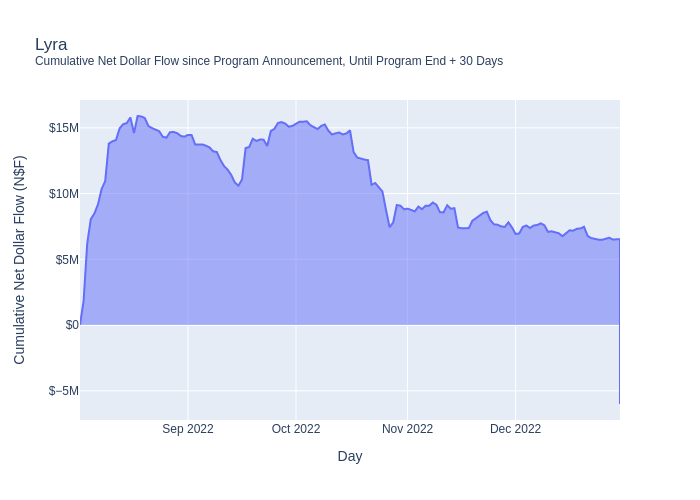 Lyra
Cumulative Net Dollar Flow since Program Announcement, Until Program End + 30 Days
Cumulative Net Dollar Flow (N$F)
$15M
$10M
$5M
$0
$−5M
Sep 2022
Oct 2022
Nov 2022
Dec 2022
Day